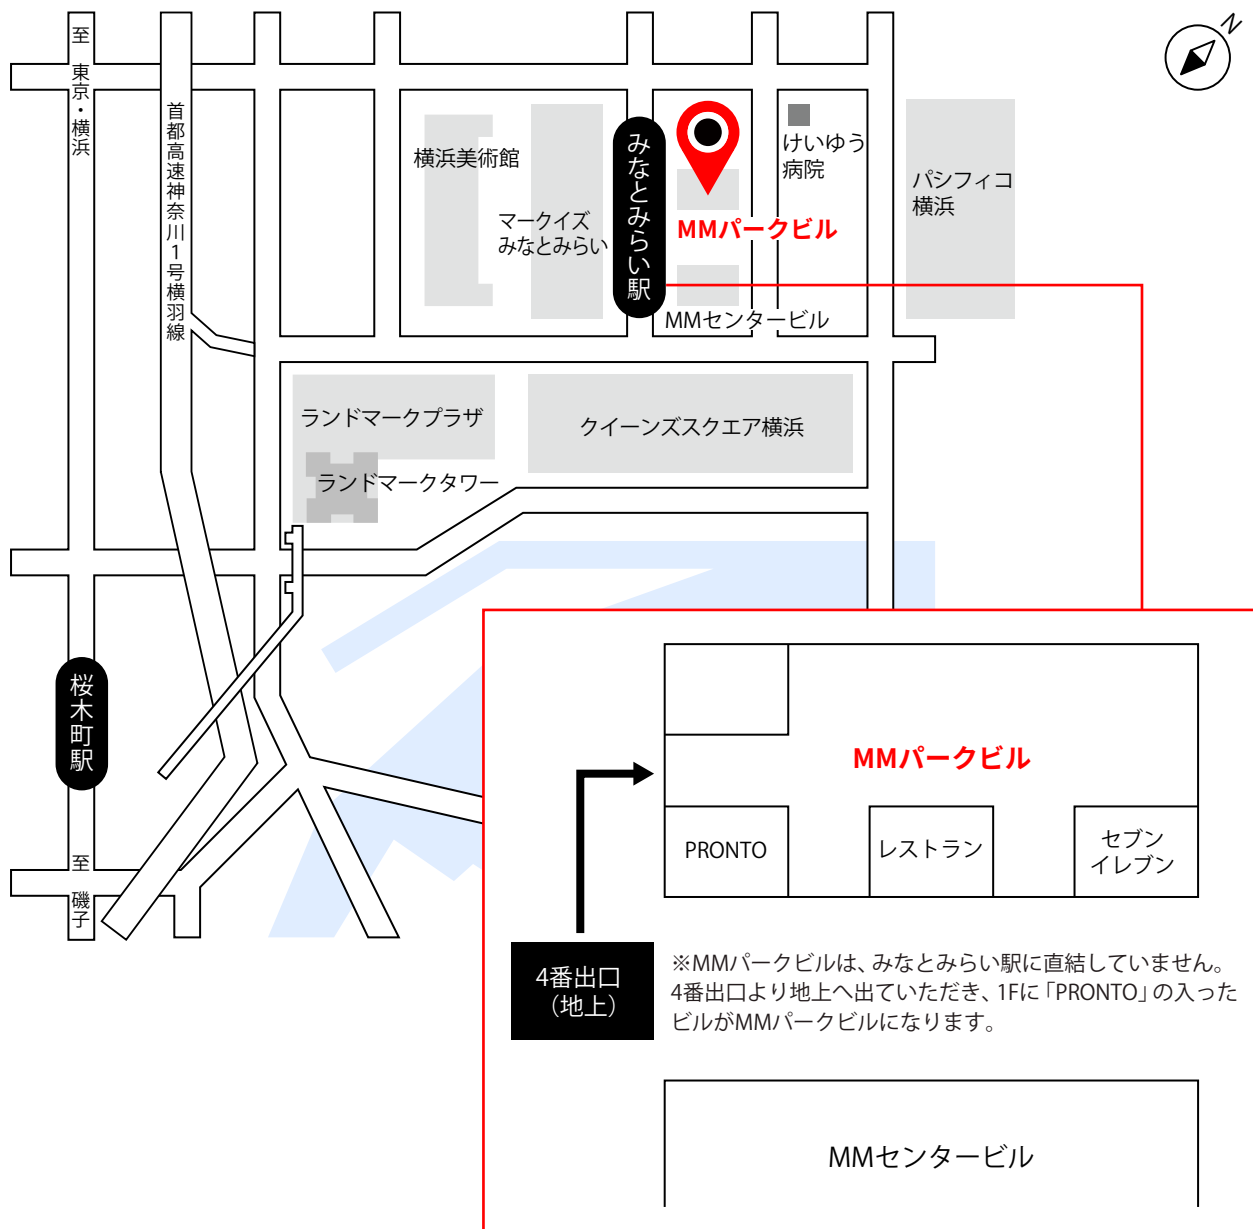 N
至 東京・横浜
首都高速神奈川1号横羽線
横浜美術館
マークイズ
みなとみらい
みなとみらい駅
けいゆう
病院
パシフィコ
横浜
MMパークビル
MMセンタービル
ランドマークプラザ
ランドマークタワー
クイーンズスクエア横浜
桜木町駅
至 磯子
MMパークビル
PRONTO
レストラン
セブン
イレブン
4番出口
（地上）
※MMパークビルは、みなとみらい駅に直結していません。
4番出口より地上へ出ていただき、1Fに「PRONTO」の入った
ビルがMMパークビルになります。
MMセンタービル